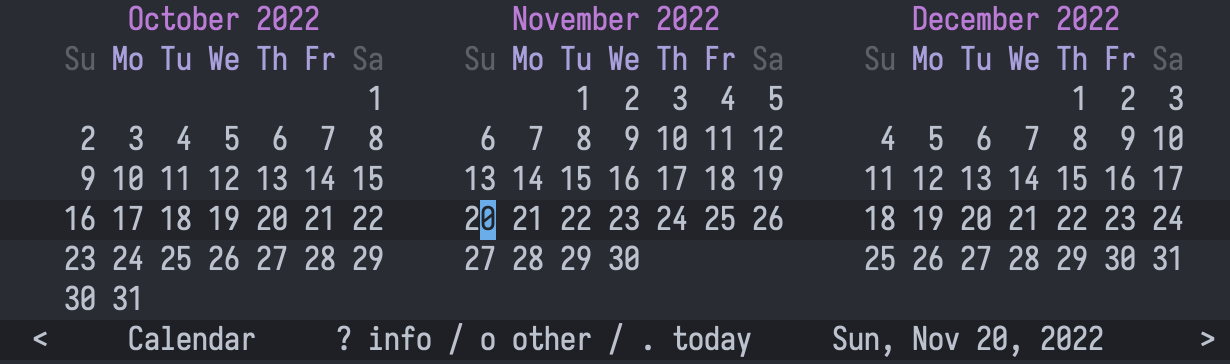 October 2022 November 2022 December 2022
Su Mo Tu We Th Fr Sa Su Mo Tu We Th Fr Sa Su Mo Tu We Th Fr Sa
1 1 2 3 4 5 1 2 3
2 3 4 5 6 7 8 6 7 8 9 10 11 12 4 5 6 7 8 9 10
9 10 11 12 13 14 15 13 14 15 16 17 18 19 11 12 13 14 15 16 17
16 17 18 19 20 21 22 20 21 22 23 24 25 26 18 19 20 21 22 23 24
23 24 25 26 27 28 29 27 28 29 30 25 26 27 28 29 30 31
30 31
< Calendar ? info / o other / . today Sun, Nov 20, 2022 >